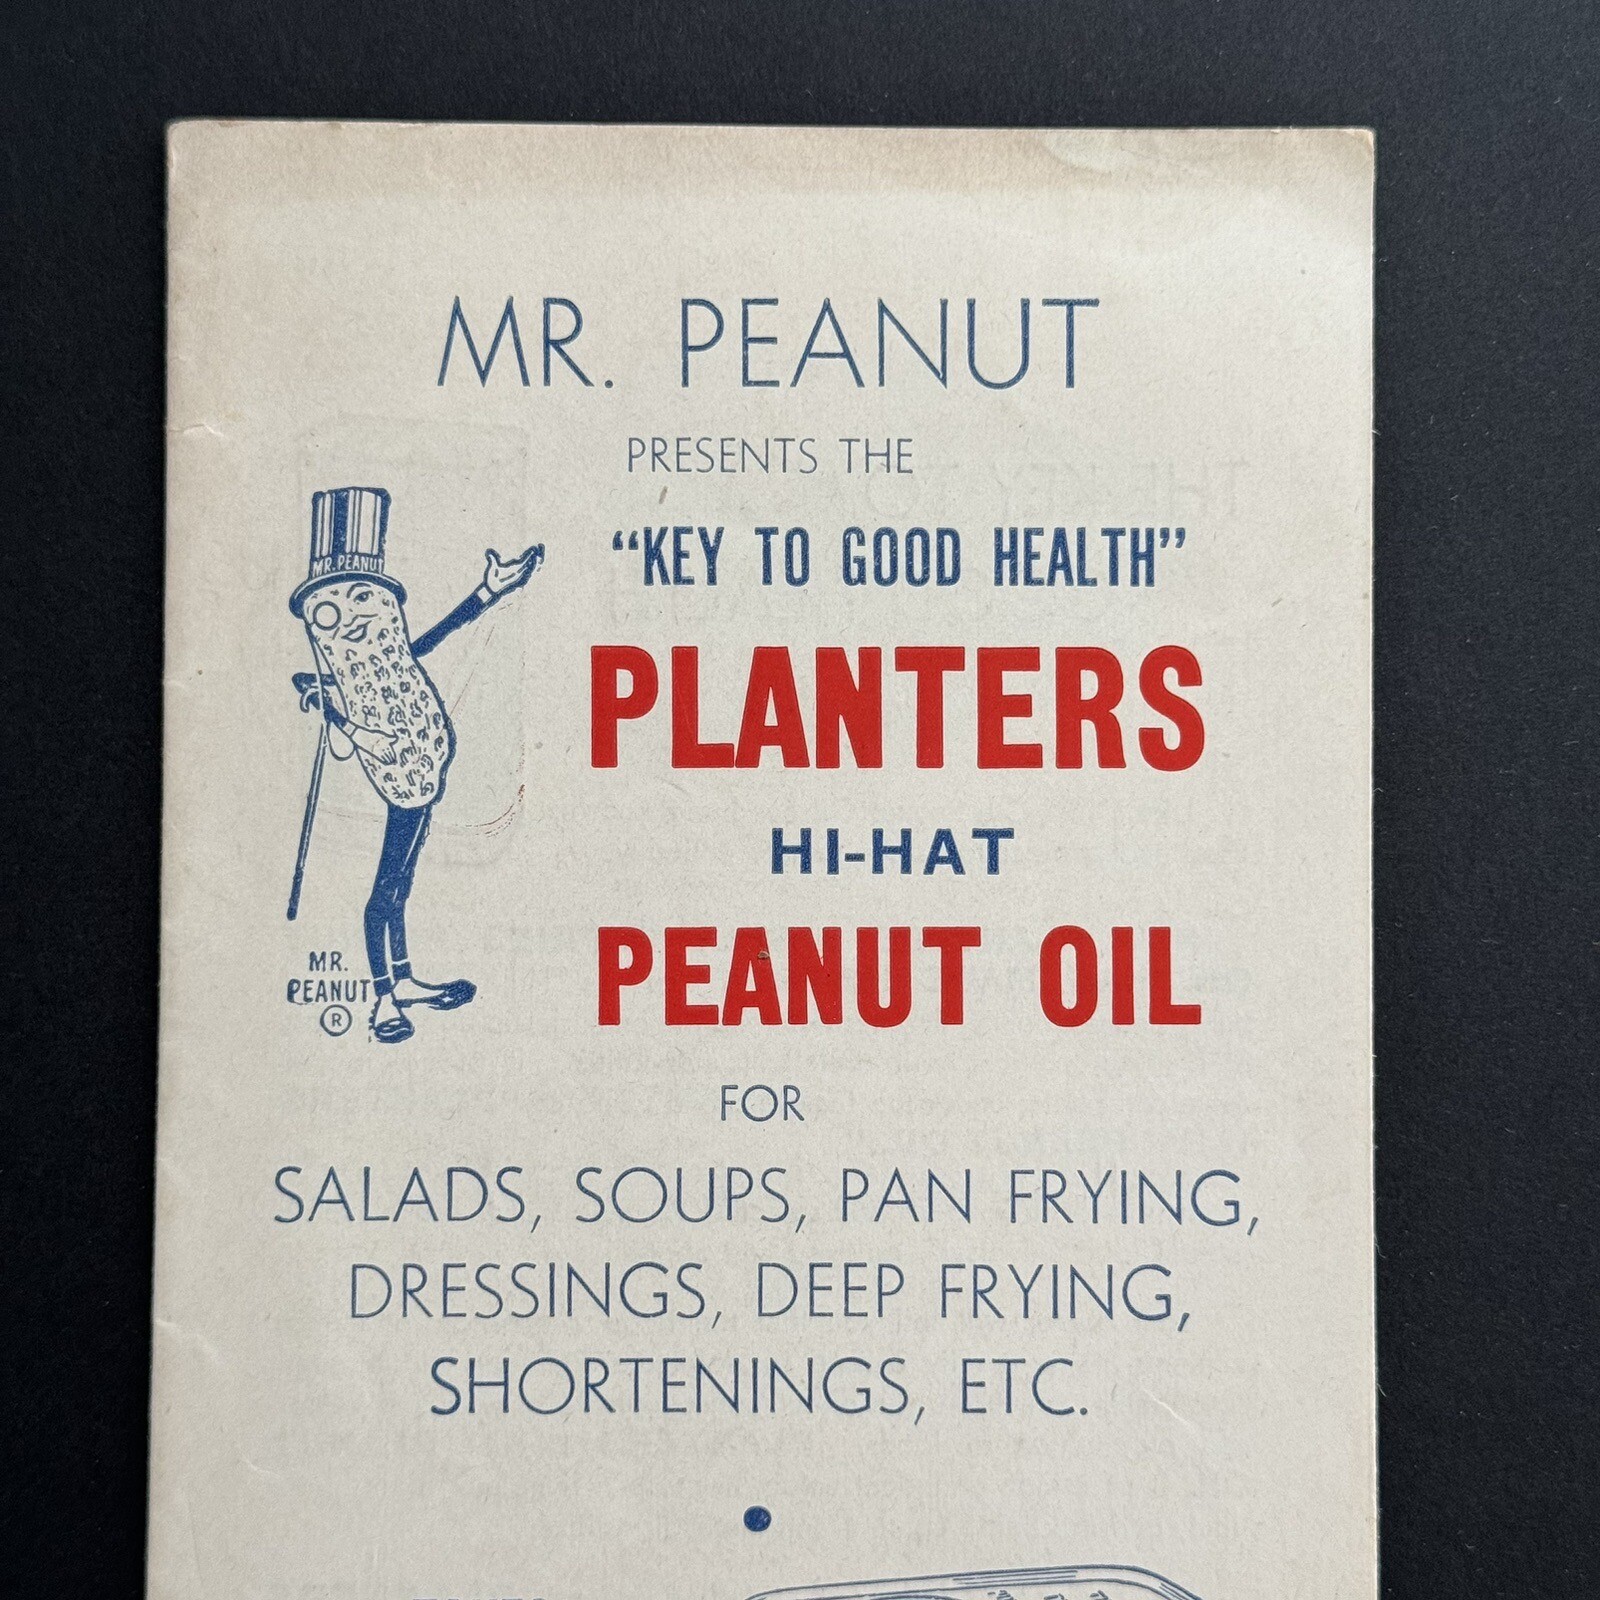 MR. PEANUT
PRESENTS THE
“KEY TO GOOD HEALTH”
PLANTERS
HI-HAT
PEANUT OIL
MR. PEANUT
MR.
PEANUT
®
FOR
SALADS, SOUPS, PAN FRYING,
DRESSINGS, DEEP FRYING,
SHORTENINGS, ETC.